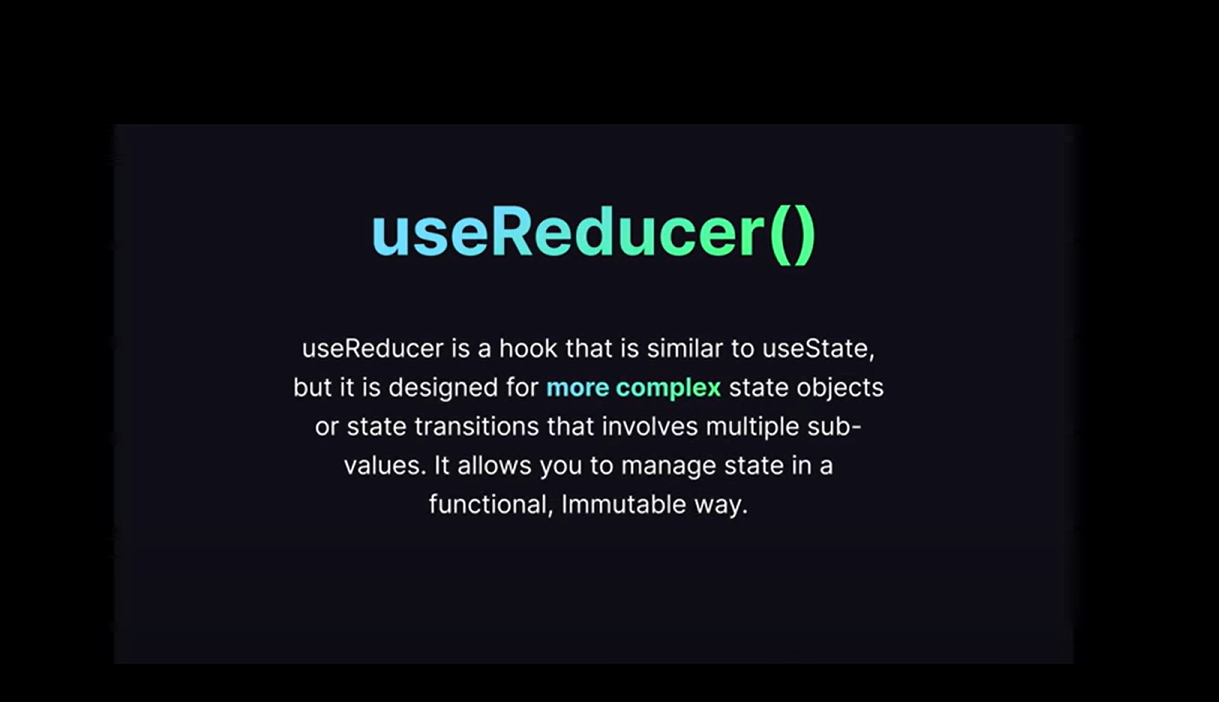 useReducer()
useReducer is a hook that is similar to useState,
but it is designed for more complex state objects
or state transitions that involves multiple sub-
values. It allows you to manage state in a
functional, Immutable way.